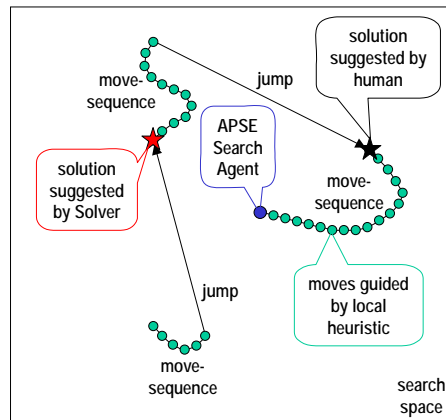 solution
suggested by
human
jump
move-
sequence
APSE
Search
Agent
solution
suggested
by Solver
move-
sequence
jump
moves guided
by local
heuristic
move-
sequence
search
space